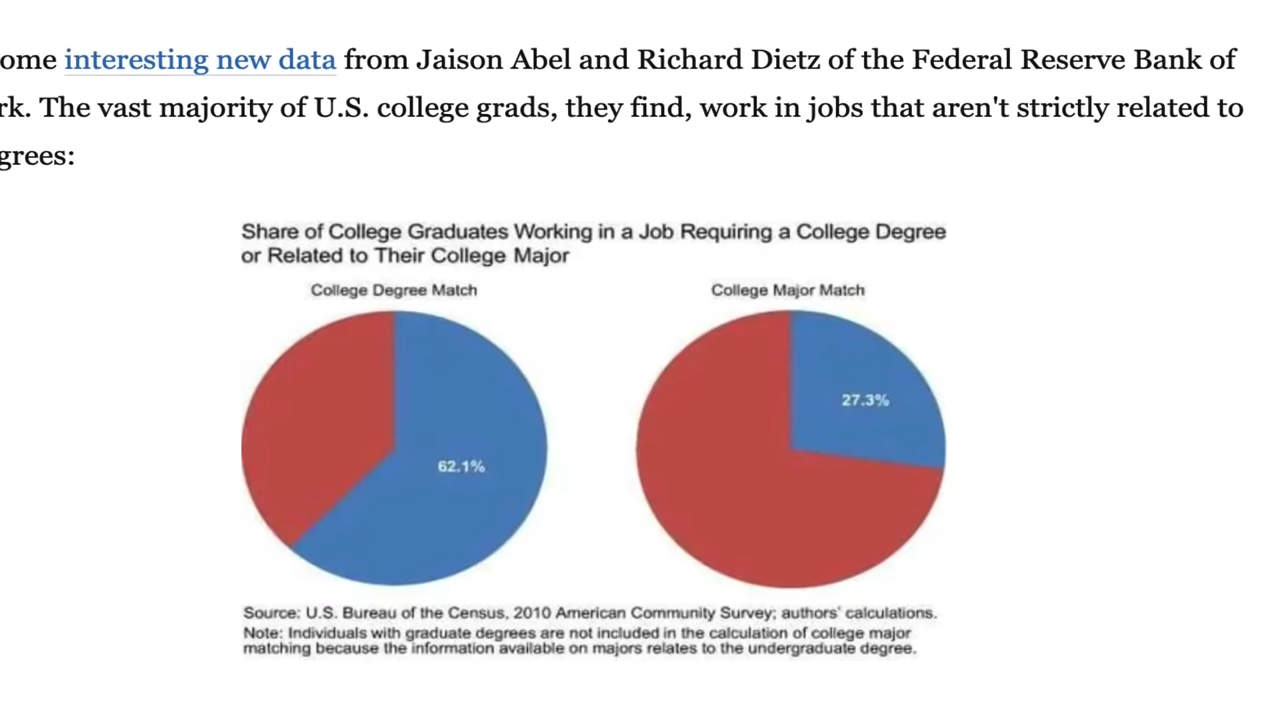 ome interesting new data from Jaison Abel and Richard Dietz of the Federal Reserve Bank of
rk. The vast majority of U.S. college grads, they find, work in jobs that aren't strictly related to
grees:
Share of College Graduates Working in a Job Requiring a College Degree
or Related to Their College Major
College Degree Match
College Major Match
27.3%
62.1%
Source: U.S. Bureau of the Census, 2010 American Community Survey; authors' calculations.
Note: Individuals with graduate degrees are not included in the calculation of college major
matching because the information available on majors relates to the undergraduate degree.